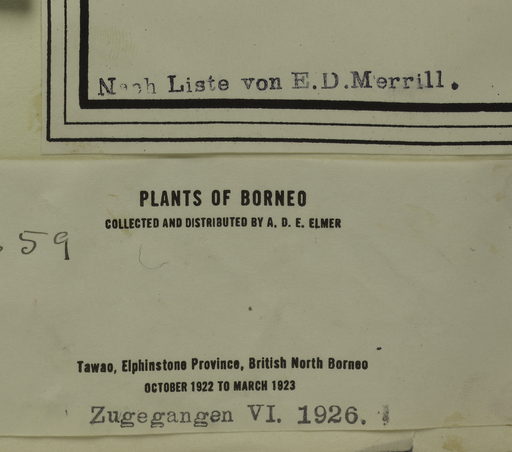 Nach Liste von E.D.Merrill.
PLANTS OF BORNEO
COLLECTED AND DISTRIBUTED BY A. D. E. ELMER
59
Tawao, Elphinstone Province, British North Borneo
OCTOBER 1922 TO MARCH 1923
Zugegangen VI. 1926.